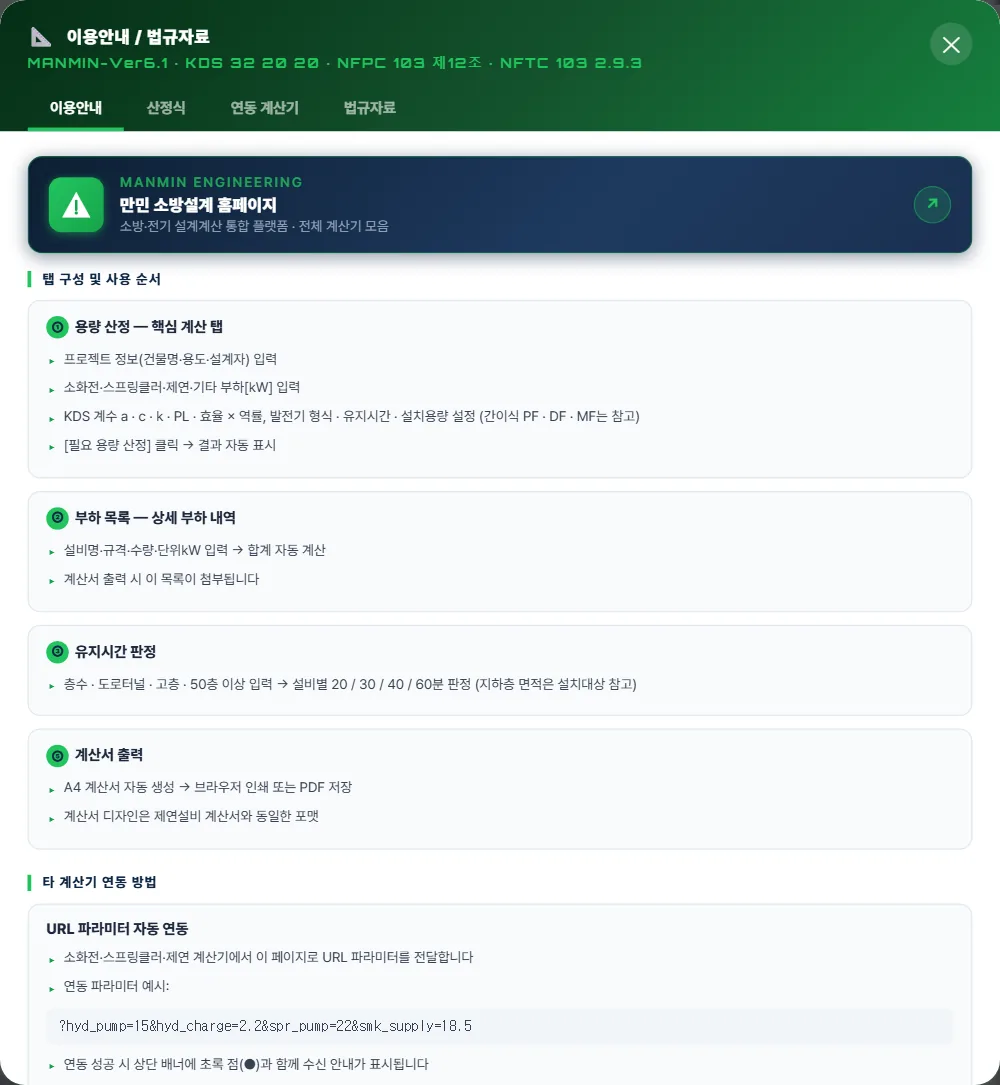 이용안내 / 법규자료
MANMIN-Ver6.1 · KDS 32 20 20 · NFPC 103 제12조 · NFTC 103 2.9.3
이용안내 산정식 연동 계산기 법규자료
MANMIN ENGINEERING
만민 소방설계 홈페이지
소방·전기 설계계산 통합 플랫폼 · 전체 계산기 모음
탭 구성 및 사용 순서
① 용량 산정 — 핵심 계산 탭
▸ 프로젝트 정보(건물명·용도·설계자) 입력
▸ 소화전·스프링클러·제연·기타 부하[kW] 입력
▸ KDS 계수 a · c · k · PL · 효율 × 역률, 발전기 형식 · 유지시간 · 설치용량 설정 (간이식 PF · DF · MF는 참고)
▸ [필요 용량 산정] 클릭 → 결과 자동 표시
② 부하 목록 — 상세 부하 내역
▸ 설비명·규격·수량·단위kW 입력 → 합계 자동 계산
▸ 계산서 출력 시 이 목록이 첨부됩니다
③ 유지시간 판정
▸ 층수 · 도로터널 · 고층 · 50층 이상 입력 → 설비별 20 / 30 / 40 / 60분 판정 (지하층 면적은 설치대상 참고)
계산서 출력
▸ A4 계산서 자동 생성 → 브라우저 인쇄 또는 PDF 저장
▸ 계산서 디자인은 제연설비 계산서와 동일한 포맷
타 계산기 연동 방법
URL 파라미터 자동 연동
▸ 소화전·스프링클러·제연 계산기에서 이 페이지로 URL 파라미터를 전달합니다
▸ 연동 파라미터 예시:
?hyd_pump=15&hyd_charge=2.2&spr_pump=22&smk_supply=18.5
▸ 연동 성공 시 상단 배너에 초록 점(●)과 함께 수신 안내가 표시됩니다